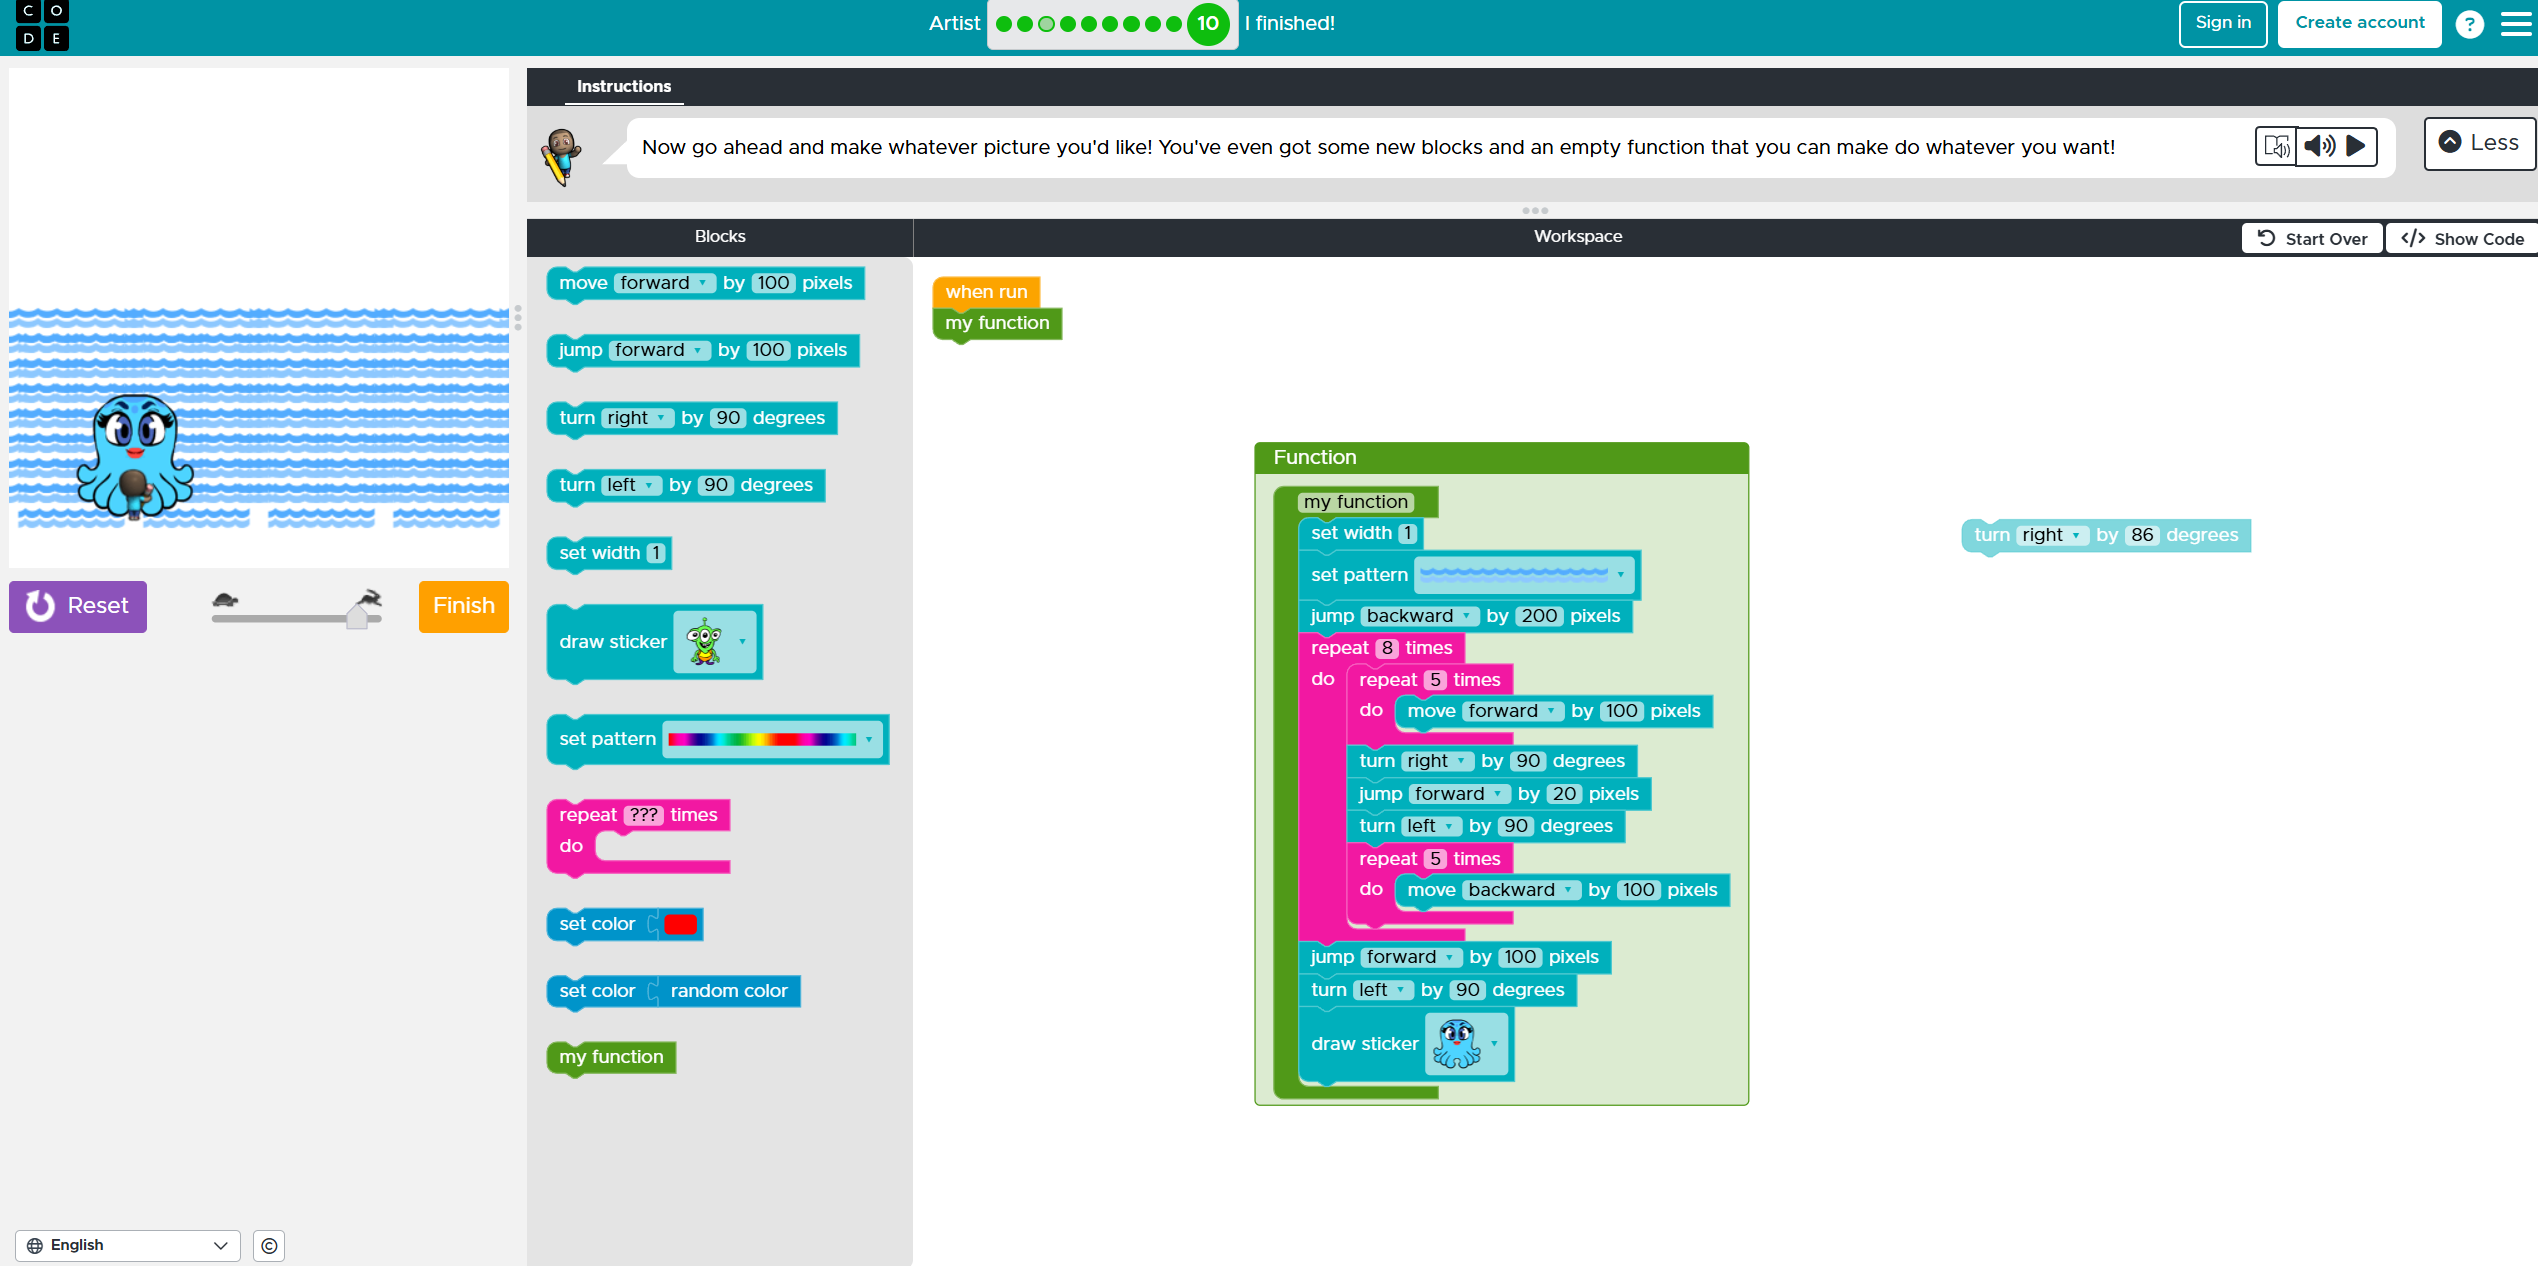 C O
D E
Artist 10 I finished!
Sign in
Create account
?
Instructions
Now go ahead and make whatever picture you'd like! You've even got some new blocks and an empty function that you can make do whatever you want!
Less
Blocks
Workspace
Start Over
</> Show Code
move forward by 100 pixels
jump forward by 100 pixels
turn right by 90 degrees
turn left by 90 degrees
set width 1
draw sticker
set pattern
repeat ??? times
do
set color
set color random color
my function
when run
my function
Function
my function
set width 1
set pattern
jump backward by 200 pixels
repeat 8 times
do repeat 5 times
do move forward by 100 pixels
turn right by 90 degrees
jump forward by 20 pixels
turn left by 90 degrees
repeat 5 times
do move backward by 100 pixels
jump forward by 100 pixels
turn left by 90 degrees
draw sticker
turn right by 86 degrees
Reset
Finish
English
©